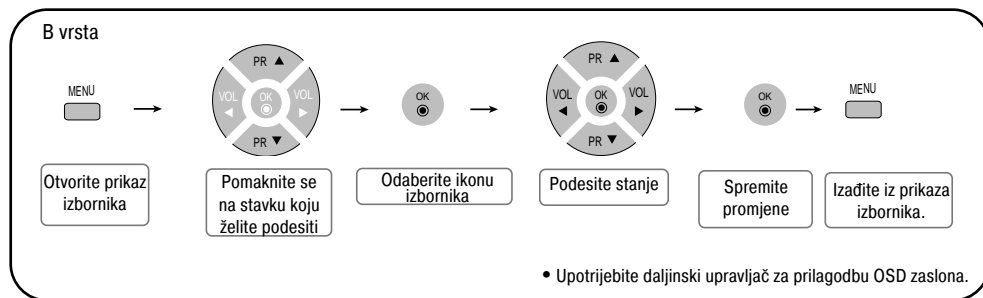 B vrsta
MENU
PR ▲
VOL ◄
OK
VOL ►
PR ▼
OK
PR ▲
VOL ◄
OK
VOL ►
PR ▼
OK
MENU
Otvorite prikaz
izbornika
Pomaknite se
na stavku koju
želite podesiti
Odaberite ikonu
izbornika
Podesite stanje
Spremite
promjene
Izađite iz prikaza
izbornika.
• Upotrijebite daljinski upravljač za prilagodbu OSD zaslona.